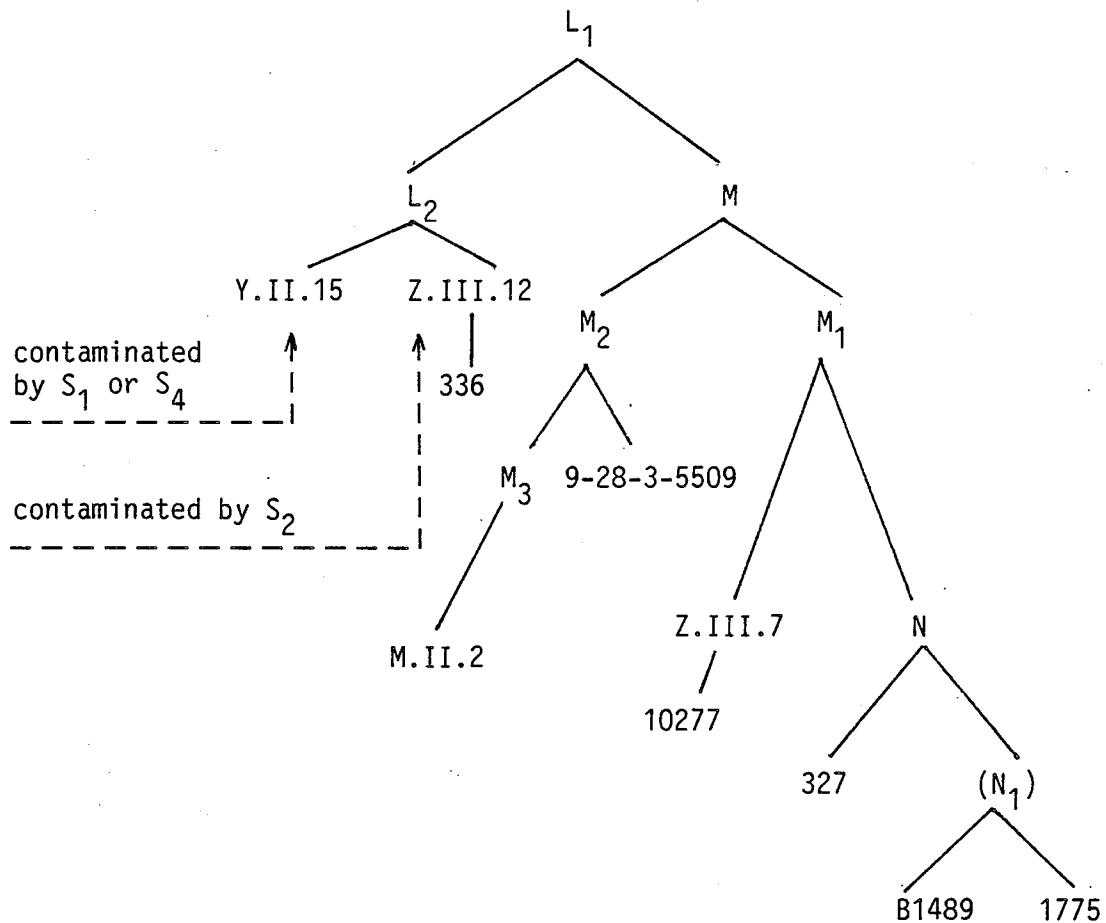 L₁
L₂ M
Y.II.15 Z.III.12
M₂ M₁
contaminated
by S₁ or S₄
336
M₃ 9-28-3-5509
contaminated by S₂
Z.III.7 N
M.II.2
10277
327 (N₁)
B1489 1775